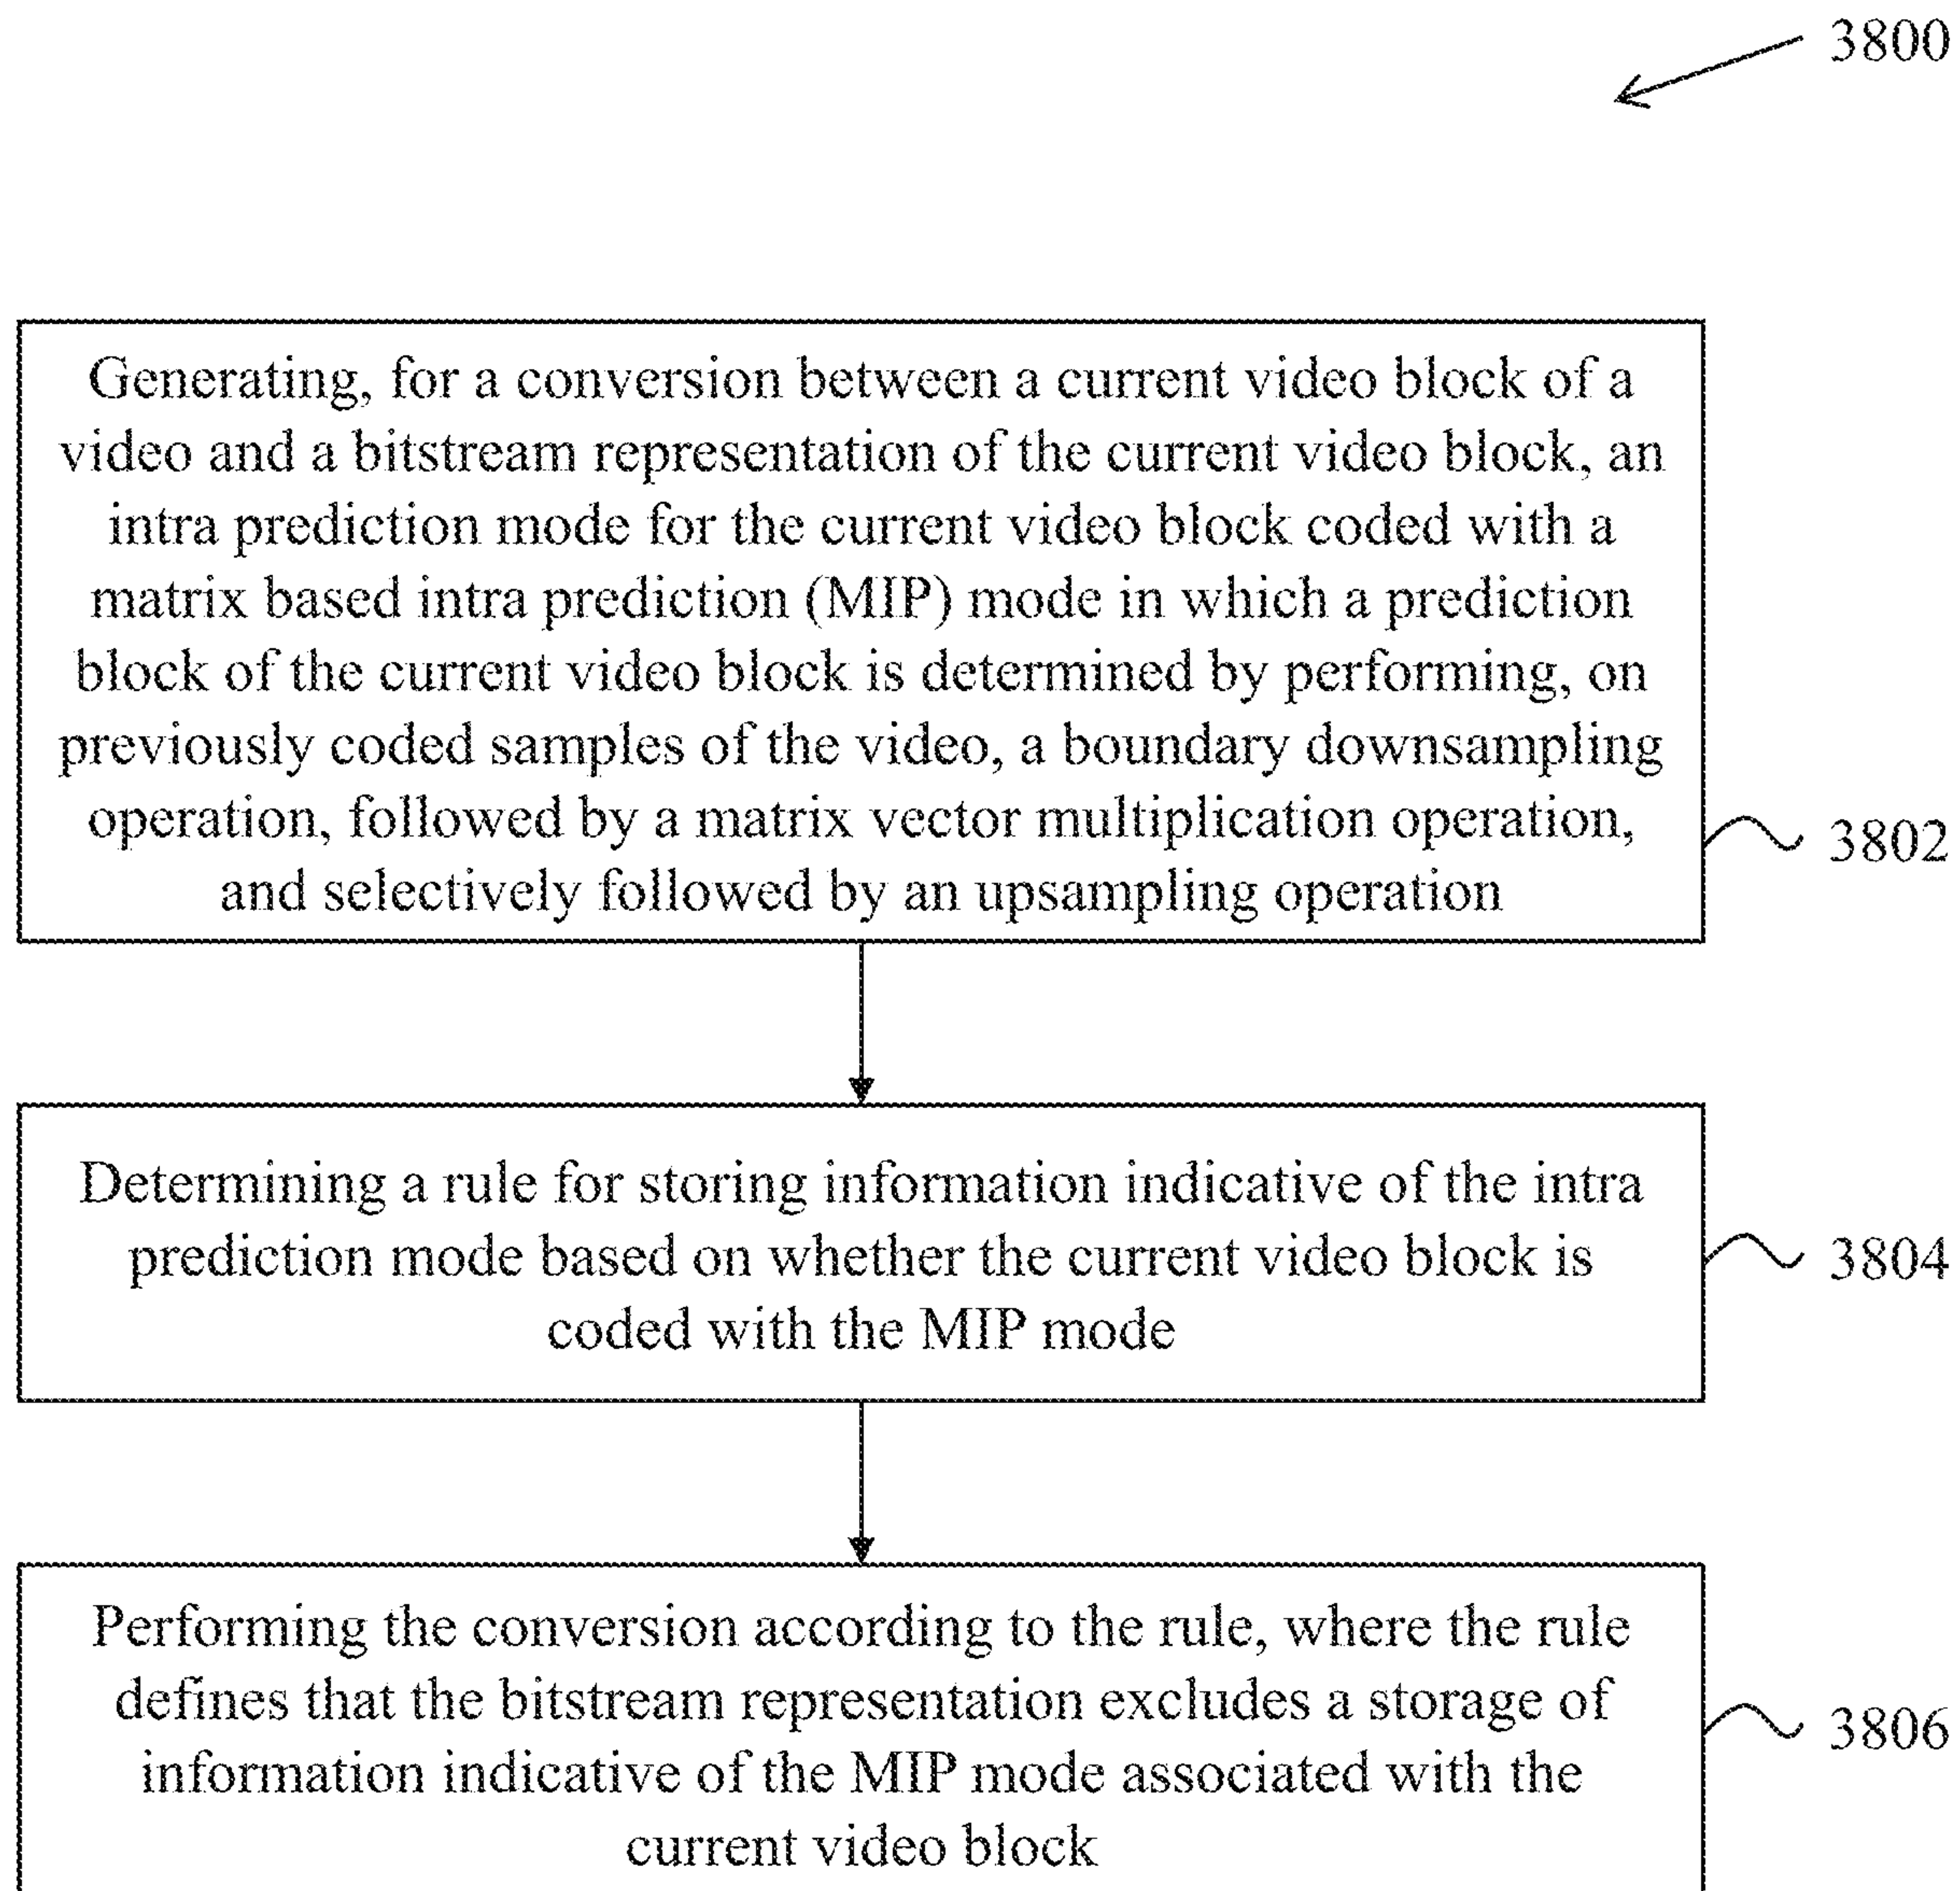 3800
Generating, for a conversion between a current video block of a
video and a bitstream representation of the current video block, an
intra prediction mode for the current video block coded with a
matrix based intra prediction (MIP) mode in which a prediction
block of the current video block is determined by performing, on
previously coded samples of the video, a boundary downsampling
operation, followed by a matrix vector multiplication operation,
and selectively followed by an upsampling operation
3802
Determining a rule for storing information indicative of the intra
prediction mode based on whether the current video block is
coded with the MIP mode
3804
Performing the conversion according to the rule, where the rule
defines that the bitstream representation excludes a storage of
information indicative of the MIP mode associated with the
current video block
3806